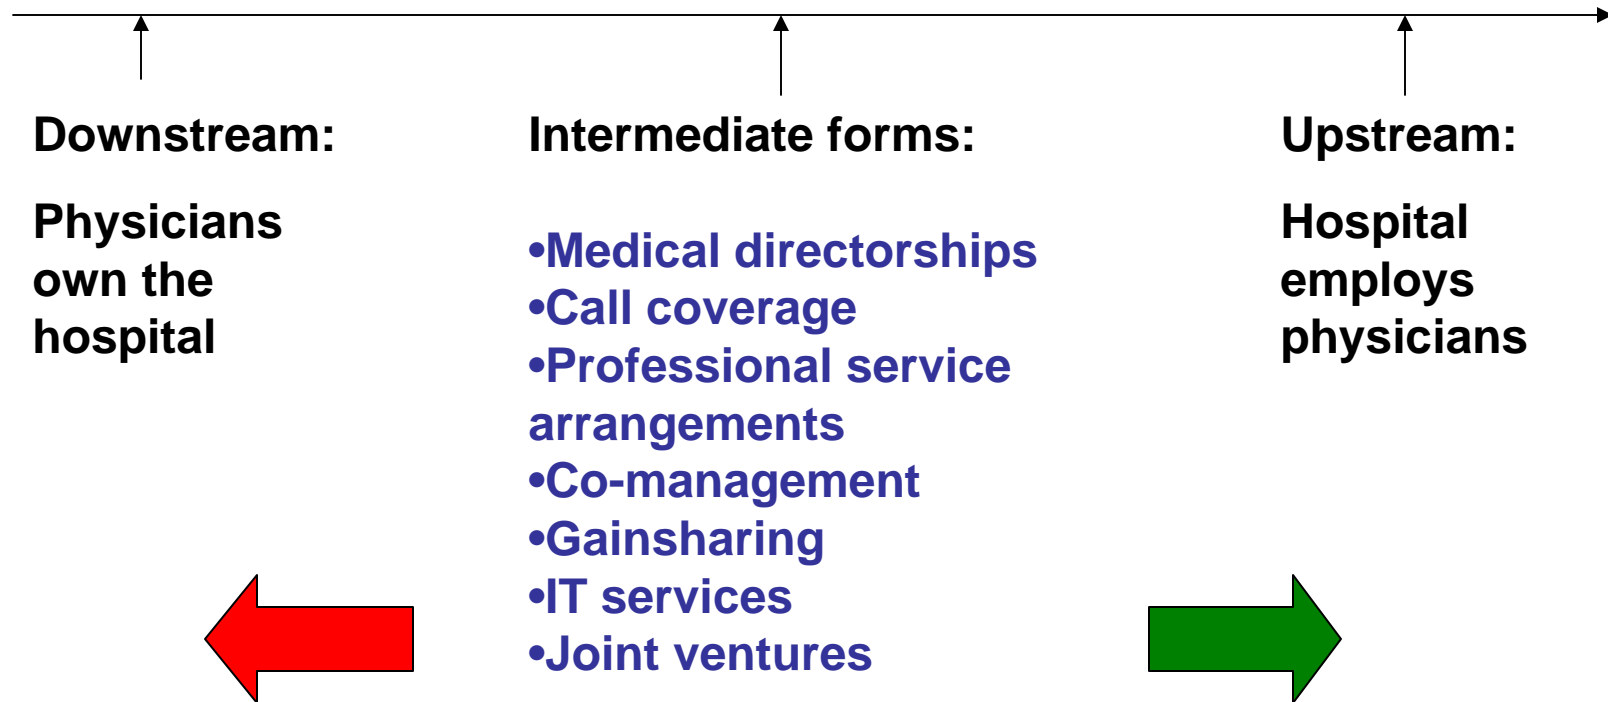 Downstream:
Physicians
own the
hospital
Intermediate forms:
•Medical directorships
•Call coverage
•Professional service
arrangements
•Co-management
•Gainsharing
•IT services
•Joint ventures
Upstream:
Hospital
employs
physicians